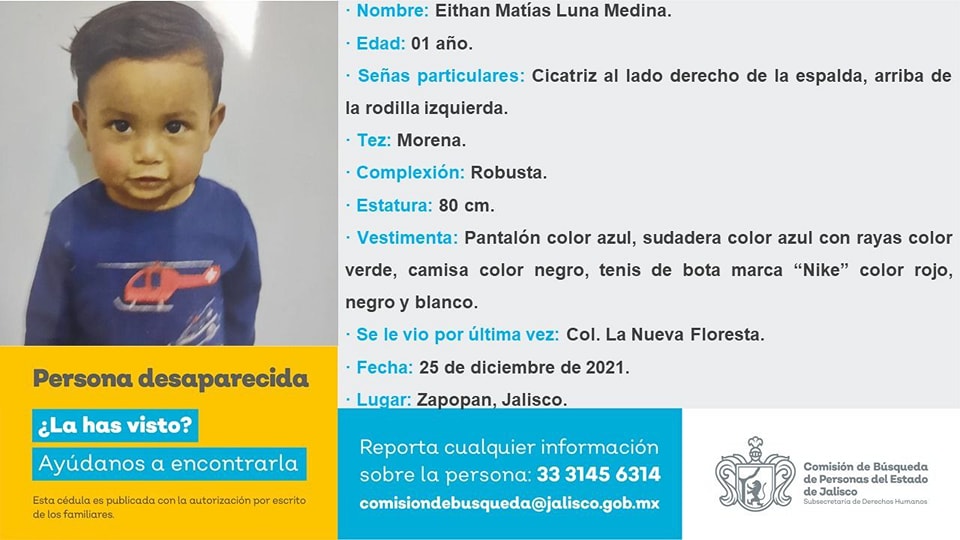 · Nombre: Eithan Matías Luna Medina.
· Edad: 01 año.
· Señas particulares: Cicatriz al lado derecho de la espalda, arriba de
la rodilla izquierda.
· Tez: Morena.
· Complexión: Robusta.
· Estatura: 80 cm.
· Vestimenta: Pantalón color azul, sudadera color azul con rayas color
verde, camisa color negro, tenis de bota marca “Nike” color rojo,
negro y blanco.
· Se le vio por última vez: Col. La Nueva Floresta.
· Fecha: 25 de diciembre de 2021.
· Lugar: Zapopan, Jalisco.
Persona desaparecida
¿La has visto?
Ayúdanos a encontrarla
Esta cédula es publicada con la autorización por escrito
de los familiares.
Reporta cualquier información
sobre la persona: 33 3145 6314
comisiondebusqueda@jalisco.gob.mx
Comisión de Búsqueda
de Personas del Estado
de Jalisco
Subsecretaría de Derechos Humanos